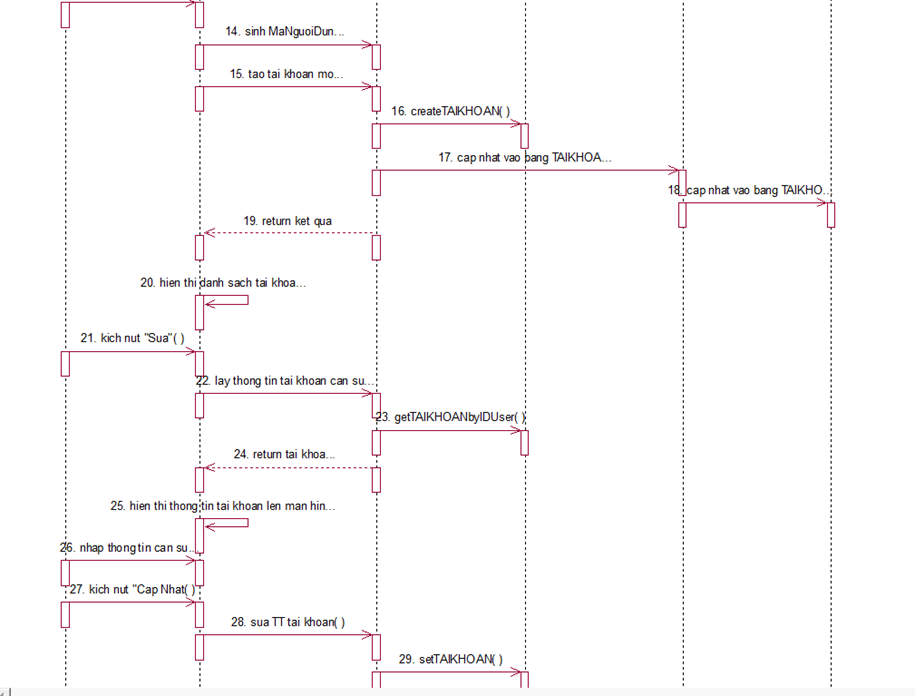 14. sinh MaNguoiDun...
15. tao tai khoan mo...
16. createTAIKHOAN( )
17. cap nhat vao bang TAIKHOA...
18. cap nhat vao bang TAIKHO...
19. return ket qua
20. hien thi danh sach tai khoa...
21. kich nut "Sua"( )
22. lay thong tin tai khoan can su...
23. getTAIKHOANbyIDUser( )
24. return tai khoa...
25. hien thi thong tin tai khoan len man hin...
26. nhap thong tin can su...
27. kich nut "Cap Nhat( )
28. sua TT tai khoan( )
29. setTAIKHOAN( )